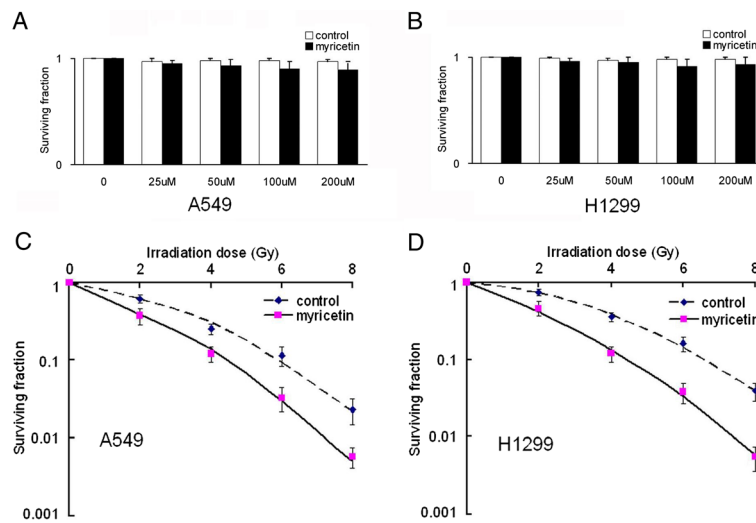 A
control
myricetin
Surviving fraction
1
0
0 25uM 50uM 100uM 200uM
A549
B
control
myricetin
Surviving fraction
1
0
0 25uM 50uM 100uM 200uM
H1299
C
Irradiation dose (Gy)
0 2 4 6 8
control
myricetin
Surviving fraction
1
0.1
0.01
0.001
A549
D
Irradiation dose (Gy)
0 2 4 6 8
control
myricetin
Surviving fraction
1
0.1
0.01
0.001
H1299